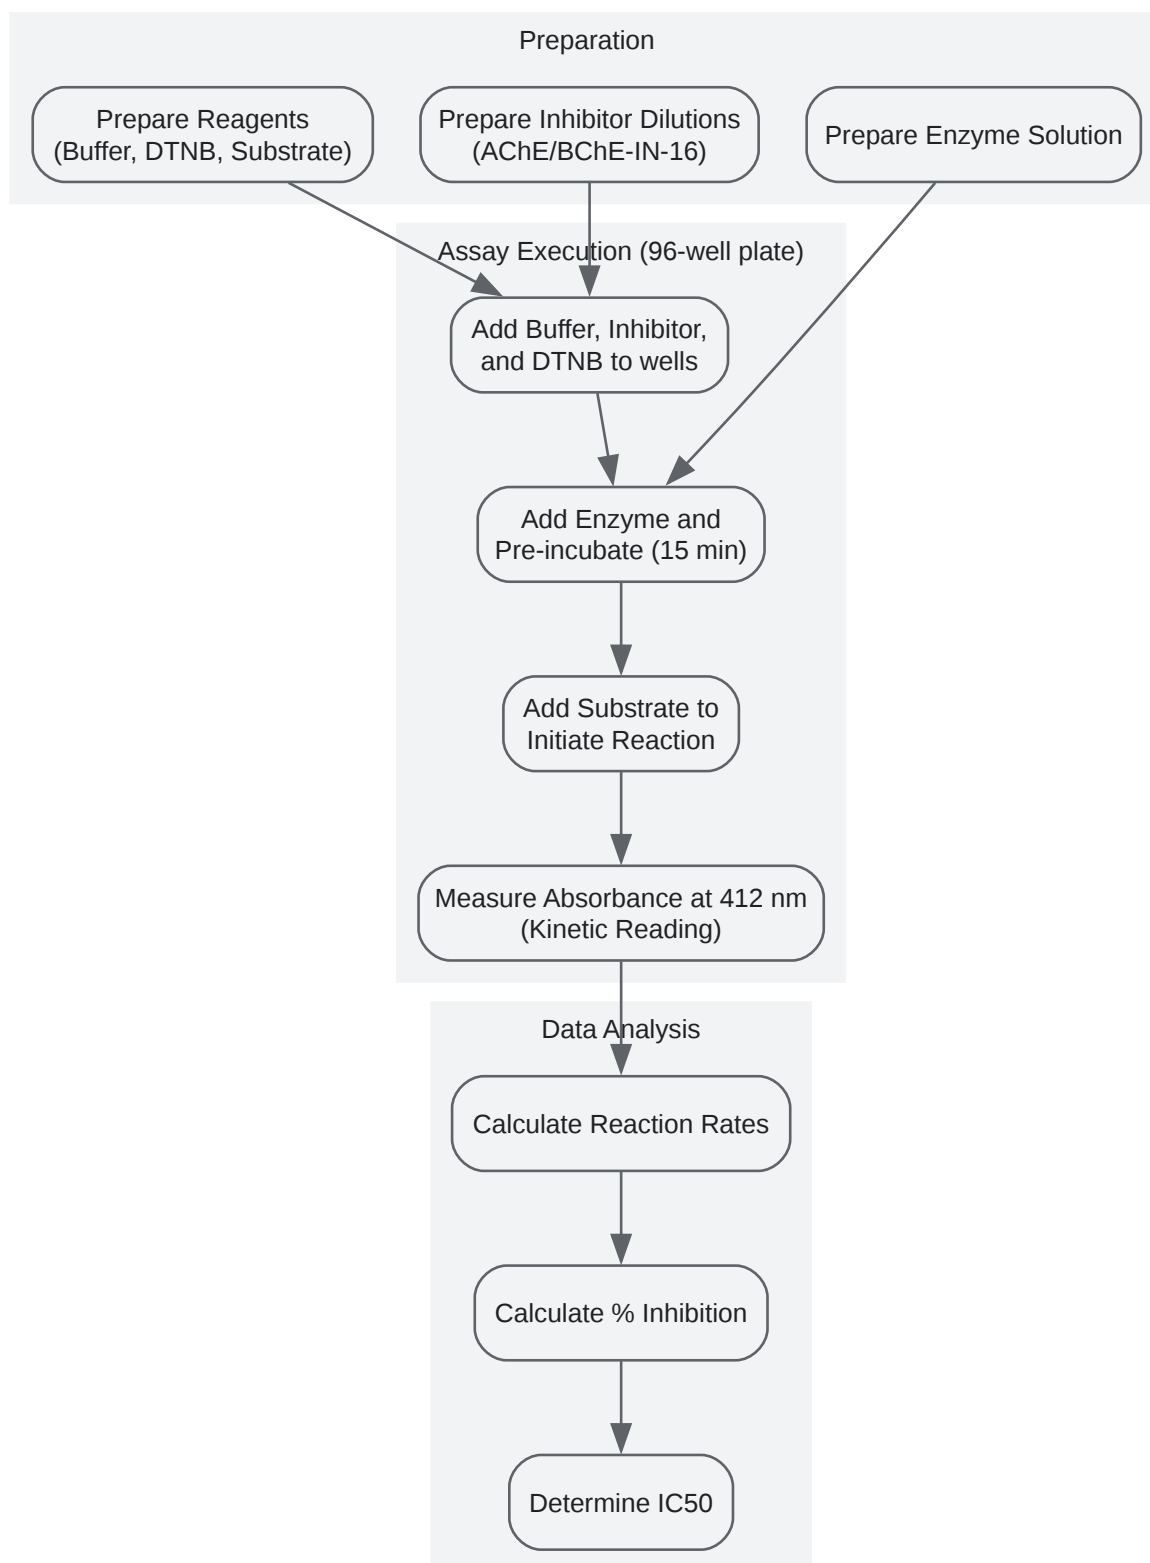 Preparation
Prepare Reagents
(Buffer, DTNB, Substrate)
Prepare Inhibitor Dilutions
(AChE/BChE-IN-16)
Prepare Enzyme Solution
Assay Execution (96-well plate)
Add Buffer, Inhibitor,
and DTNB to wells
Add Enzyme and
Pre-incubate (15 min)
Add Substrate to
Initiate Reaction
Measure Absorbance at 412 nm
(Kinetic Reading)
Data Analysis
Calculate Reaction Rates
Calculate % Inhibition
Determine IC50